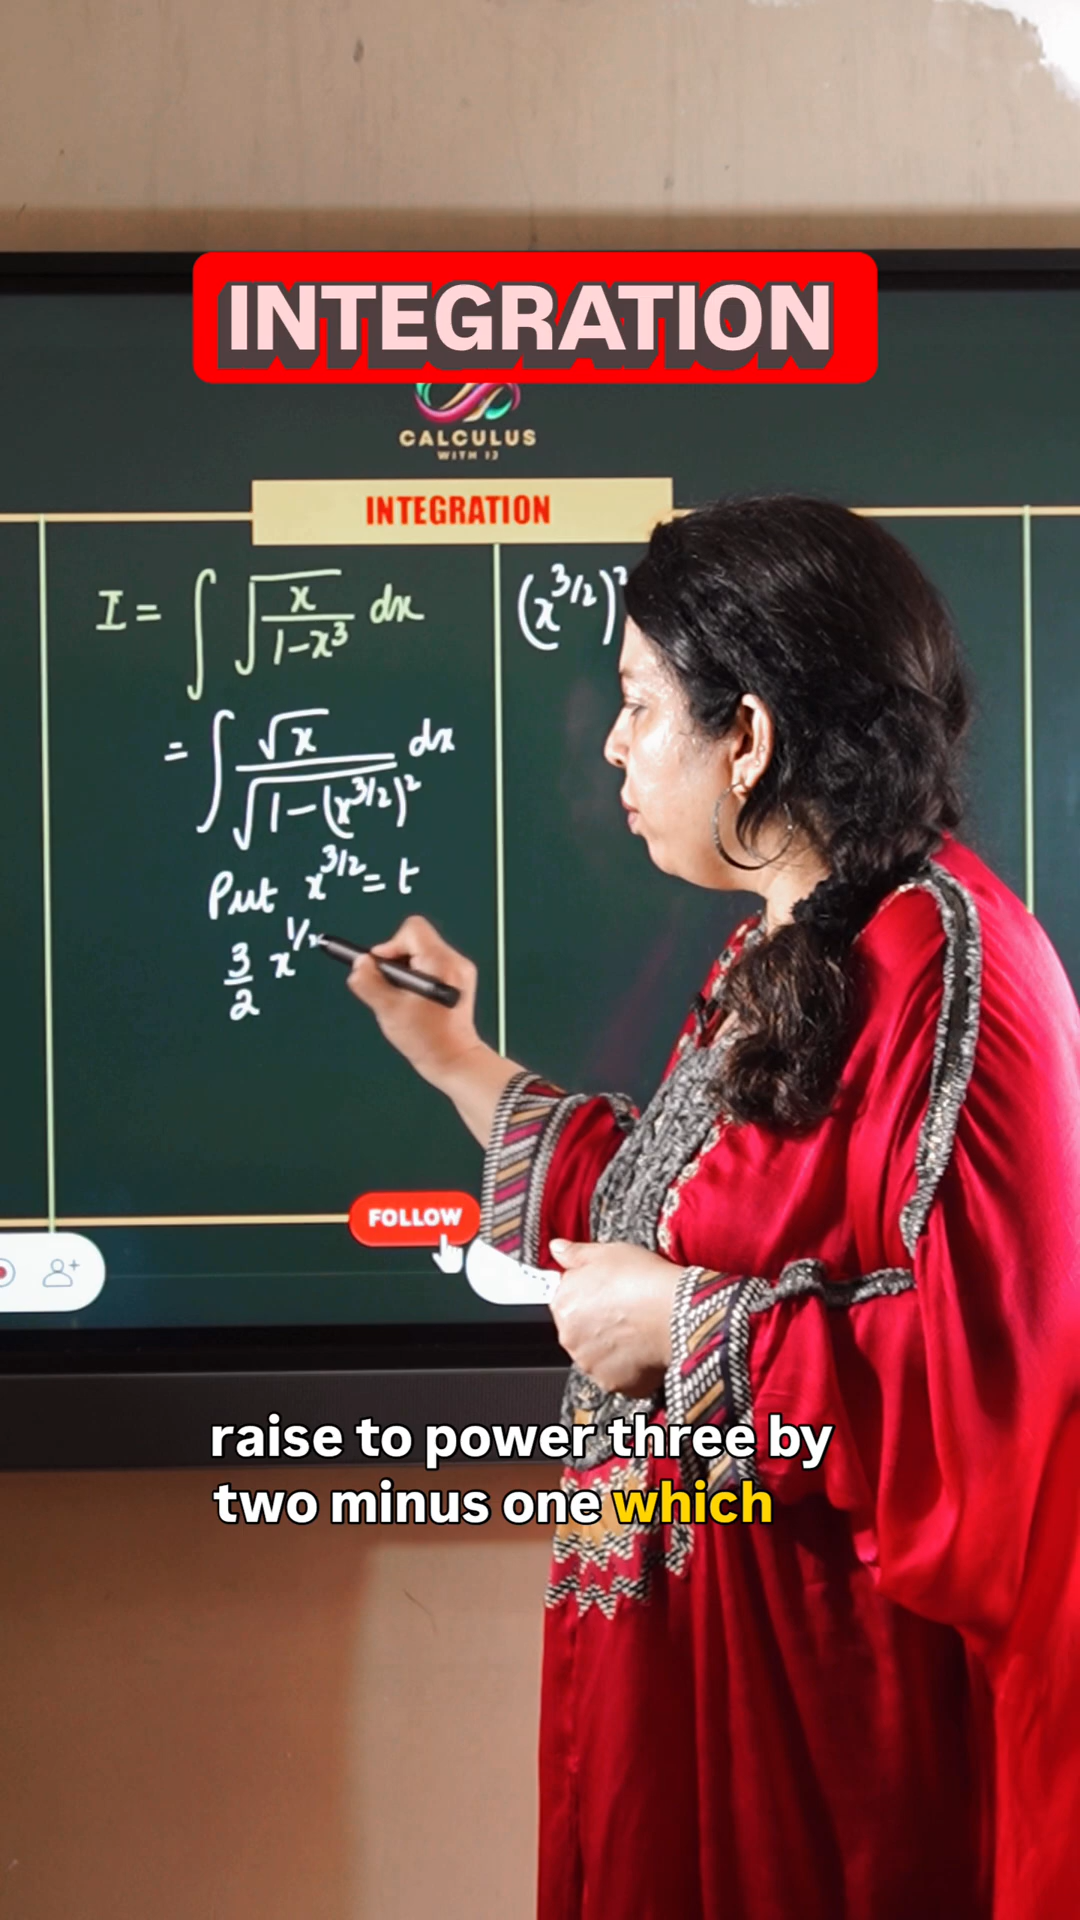 INTEGRATION
CALCULUS
WITH IJ
INTEGRATION
I = ∫ √(x/(1-x³)) dx
(x^{3/2})²
= ∫ √x / √(1-(x^{3/2})²) dx
Put x^{3/2} = t
3/2 x^{1/
FOLLOW
raise to power three by
two minus one which